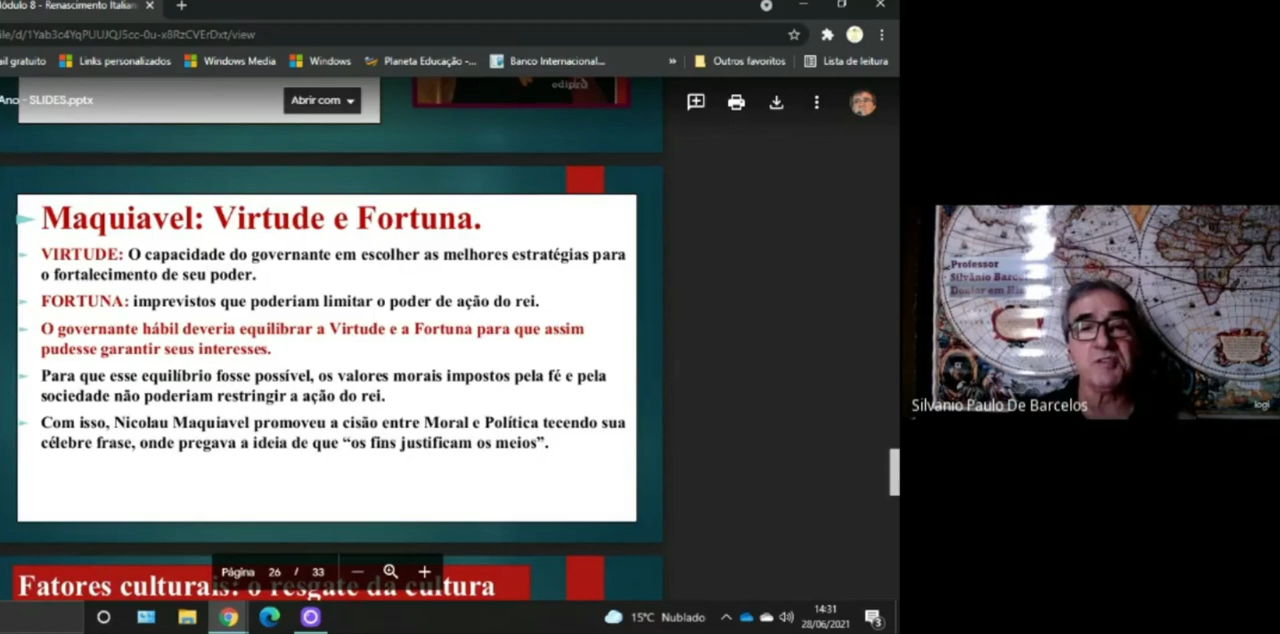 ódulo 8 - Renascimento Italian
ile/d/1Yab3c4YqPUUJQJ5cc-0u-x8RzCVErDxt/view
ail gratuito
Links personalizados
Windows Media
Windows
Planeta Educação -...
Banco Internacional...
»
Outros favoritos
Lista de leitura
Ano - SLIDES.pptx
Abrir com
edipro
Maquiavel: Virtude e Fortuna.
VIRTUDE: O capacidade do governante em escolher as melhores estratégias para
o fortalecimento de seu poder.
FORTUNA: imprevistos que poderiam limitar o poder de ação do rei.
O governante hábil deveria equilibrar a Virtude e a Fortuna para que assim
pudesse garantir seus interesses.
Para que esse equilíbrio fosse possível, os valores morais impostos pela fé e pela
sociedade não poderiam restringir a ação do rei.
Com isso, Nicolau Maquiavel promoveu a cisão entre Moral e Política tecendo sua
célebre frase, onde pregava a ideia de que “os fins justificam os meios”.
Página 26 / 33
Fatores culturais: o resgate da cultura
15°C Nublado
14:31
28/06/2021
3
Professor
Silvânio Barce
Doutor em His
Silvanio Paulo De Barcelos
logi